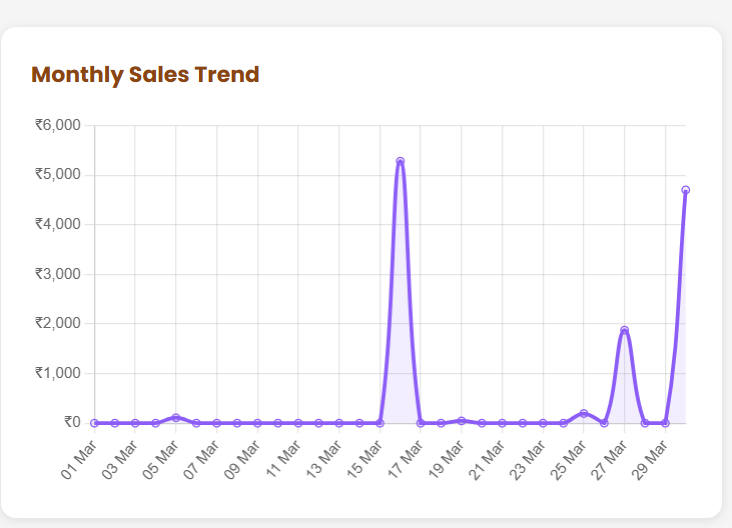 Monthly Sales Trend
₹6,000
₹5,000
₹4,000
₹3,000
₹2,000
₹1,000
₹0
01 Mar
03 Mar
05 Mar
07 Mar
09 Mar
11 Mar
13 Mar
15 Mar
17 Mar
19 Mar
21 Mar
23 Mar
25 Mar
27 Mar
29 Mar